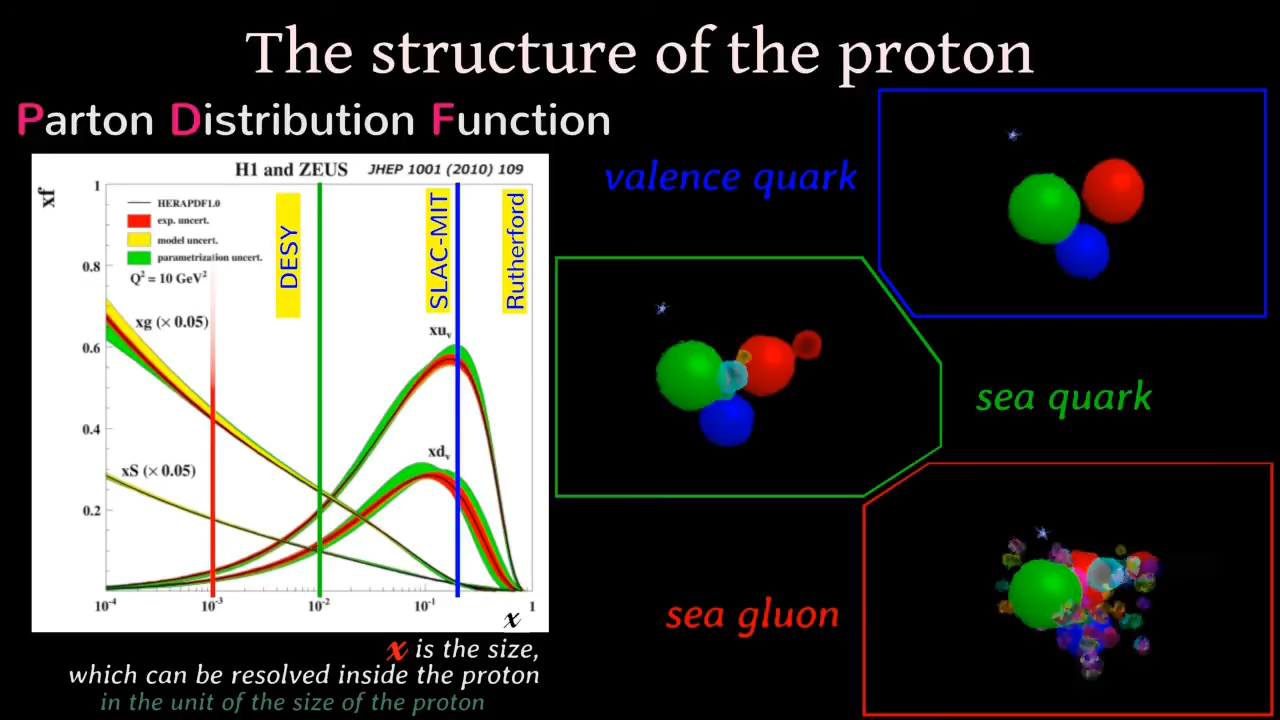 The structure of the proton
Parton Distribution Function
H1 and ZEUS JHEP 1001 (2010) 109
xf
1
0.8
0.6
0.4
0.2
HERAPDF1.0
exp. uncert.
model uncert.
parametrization uncert.
Q² = 10 GeV²
DESY
SLAC-MIT
Rutherford
xg (× 0.05)
xuᵥ
xS (× 0.05)
xdᵥ
10⁻⁴ 10⁻³ 10⁻² 10⁻¹ 1
x
x is the size,
which can be resolved inside the proton
in the unit of the size of the proton
valence quark
sea quark
sea gluon